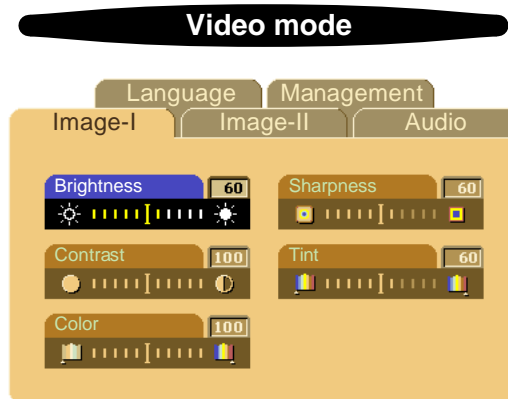 Video mode
Language Management
Image-I Image-II Audio
Brightness 60 Sharpness 60
Contrast 100 Tint 60
Color 100